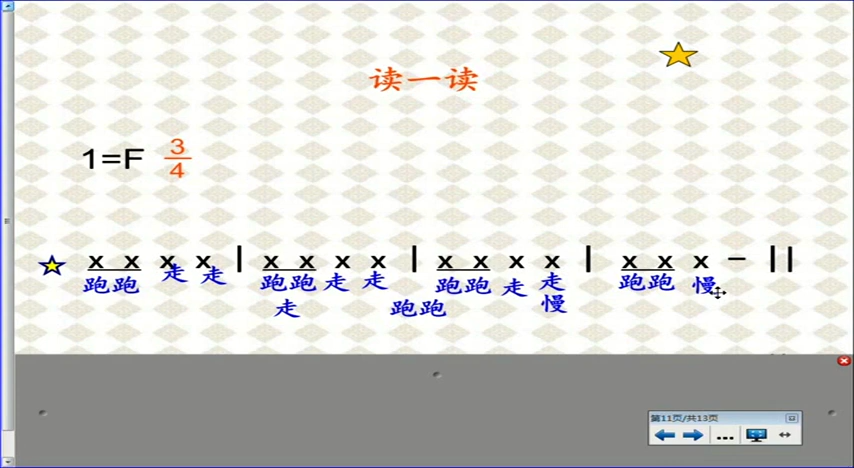 读一读
1=F 3/4
x x x x | x x x x | x x x x | x x x – ||
跑跑 走 走 跑跑 走 走 跑跑 走 走 跑跑 慢
走 跑跑 慢
第11页/共13页